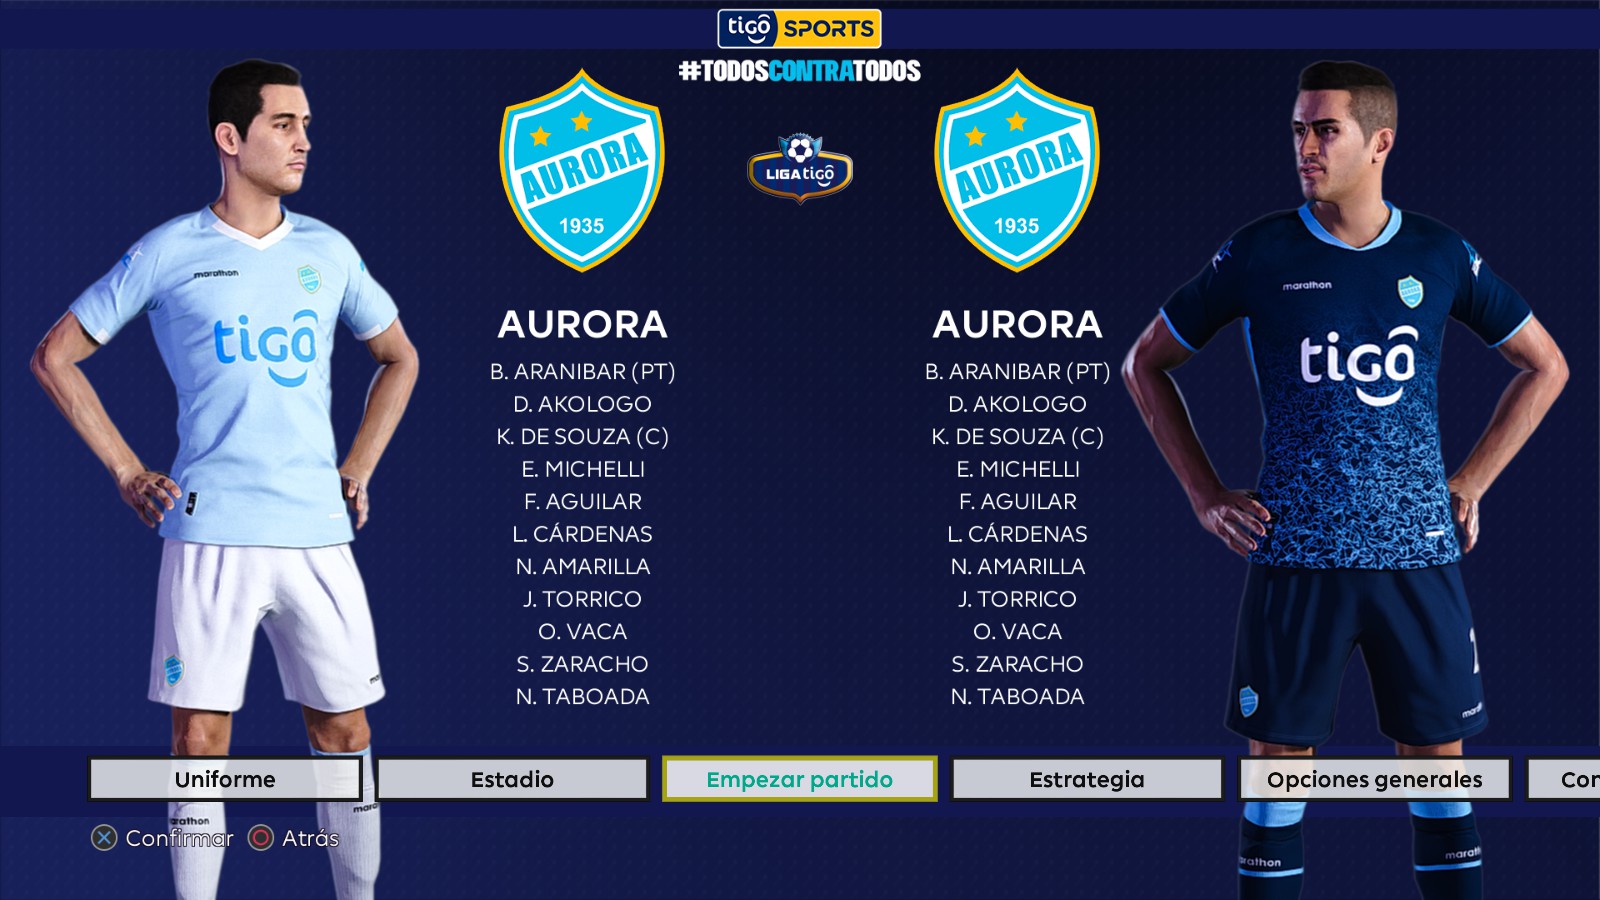 tigo SPORTS
#TODOSCONTRATODOS
AURORA
1935
LIGA tigo
AURORA
1935
marathon
tigo
marathon
tigo
AURORA
B. ARANIBAR (PT)
D. AKOLOGO
K. DE SOUZA (C)
E. MICHELLI
F. AGUILAR
L. CÁRDENAS
N. AMARILLA
J. TORRICO
O. VACA
S. ZARACHO
N. TABOADA
AURORA
B. ARANIBAR (PT)
D. AKOLOGO
K. DE SOUZA (C)
E. MICHELLI
F. AGUILAR
L. CÁRDENAS
N. AMARILLA
J. TORRICO
O. VACA
S. ZARACHO
N. TABOADA
Uniforme
Estadio
Empezar partido
Estrategia
Opciones generales
Con
Confirmar
Atrás